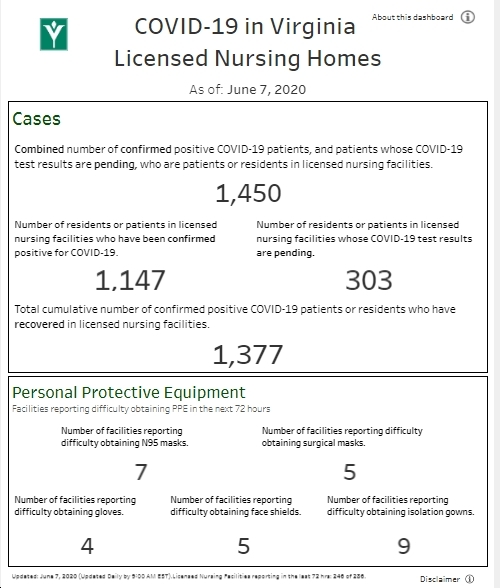 About this dashboard
COVID-19 in Virginia
Licensed Nursing Homes
As of: June 7, 2020
Cases
Combined number of confirmed positive COVID-19 patients, and patients whose COVID-19
test results are pending, who are patients or residents in licensed nursing facilities.
1,450
Number of residents or patients in licensed
nursing facilities who have been confirmed
positive for COVID-19.
1,147
Number of residents or patients in licensed
nursing facilities whose COVID-19 test results
are pending.
303
Total cumulative number of confirmed positive COVID-19 patients or residents who have
recovered in licensed nursing facilities.
1,377
Personal Protective Equipment
Facilities reporting difficulty obtaining PPE in the next 72 hours
Number of facilities reporting
difficulty obtaining N95 masks.
7
Number of facilities reporting difficulty
obtaining surgical masks.
5
Number of facilities reporting
difficulty obtaining gloves.
4
Number of facilities reporting
difficulty obtaining face shields.
5
Number of facilities reporting
difficulty obtaining isolation gowns.
9
Updated: June 7, 2020 (Updated Daily by 9:00 AM EST). Licensed Nursing Facilities reporting in the last 72 hrs: 246 of 286.
Disclaimer